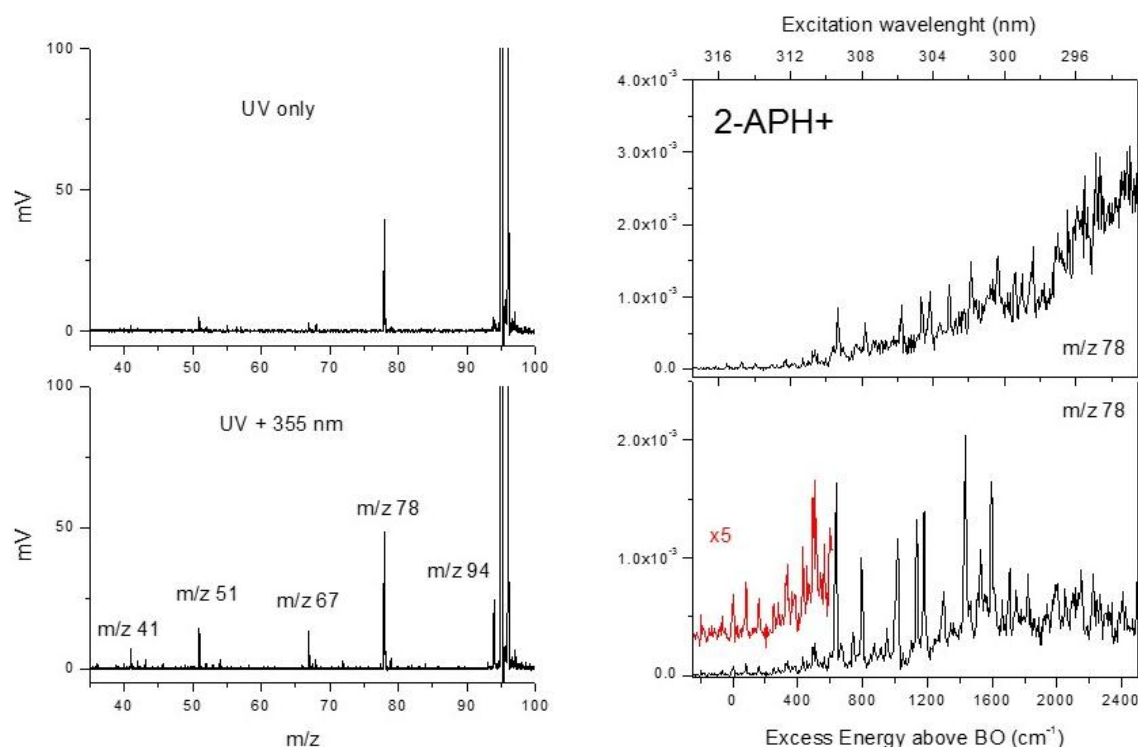 100
50
0
mV
UV only
40
50
60
70
80
90
100
100
50
0
mV
UV + 355 nm
m/z 41
m/z 51
m/z 67
m/z 78
m/z 94
40
50
60
70
80
90
100
m/z
Excitation wavelenght (nm)
316
312
308
304
300
296
4.0x10⁻³
3.0x10⁻³
2.0x10⁻³
1.0x10⁻³
0.0
2-APH+
m/z 78
2.0x10⁻³
1.0x10⁻³
0.0
x5
m/z 78
0
400
800
1200
1600
2000
2400
Excess Energy above BO (cm⁻¹)